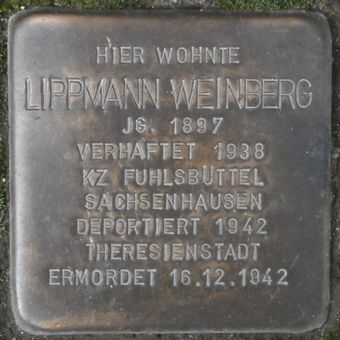 HIER WOHNTE
LIPPMANN WEINBERG
JG. 1897
VERHAFTET 1938
KZ FUHLSBÜTTEL
SACHSENHAUSEN
DEPORTIERT 1942
THERESIENSTADT
ERMORDET 16.12.1942